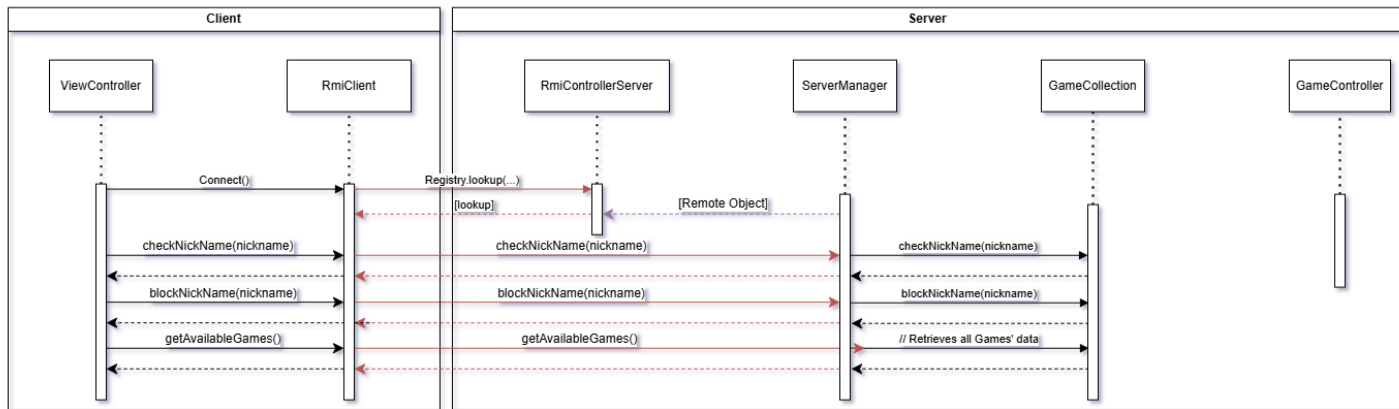 Client
Server
ViewController
RmiClient
RmiControllerServer
ServerManager
GameCollection
GameController
Connect()
Registry.lookup(...)
[lookup]
[Remote Object]
checkNickName(nickname)
checkNickName(nickname)
checkNickName(nickname)
blockNickName(nickname)
blockNickName(nickname)
blockNickName(nickname)
getAvailableGames()
getAvailableGames()
// Retrieves all Games' data